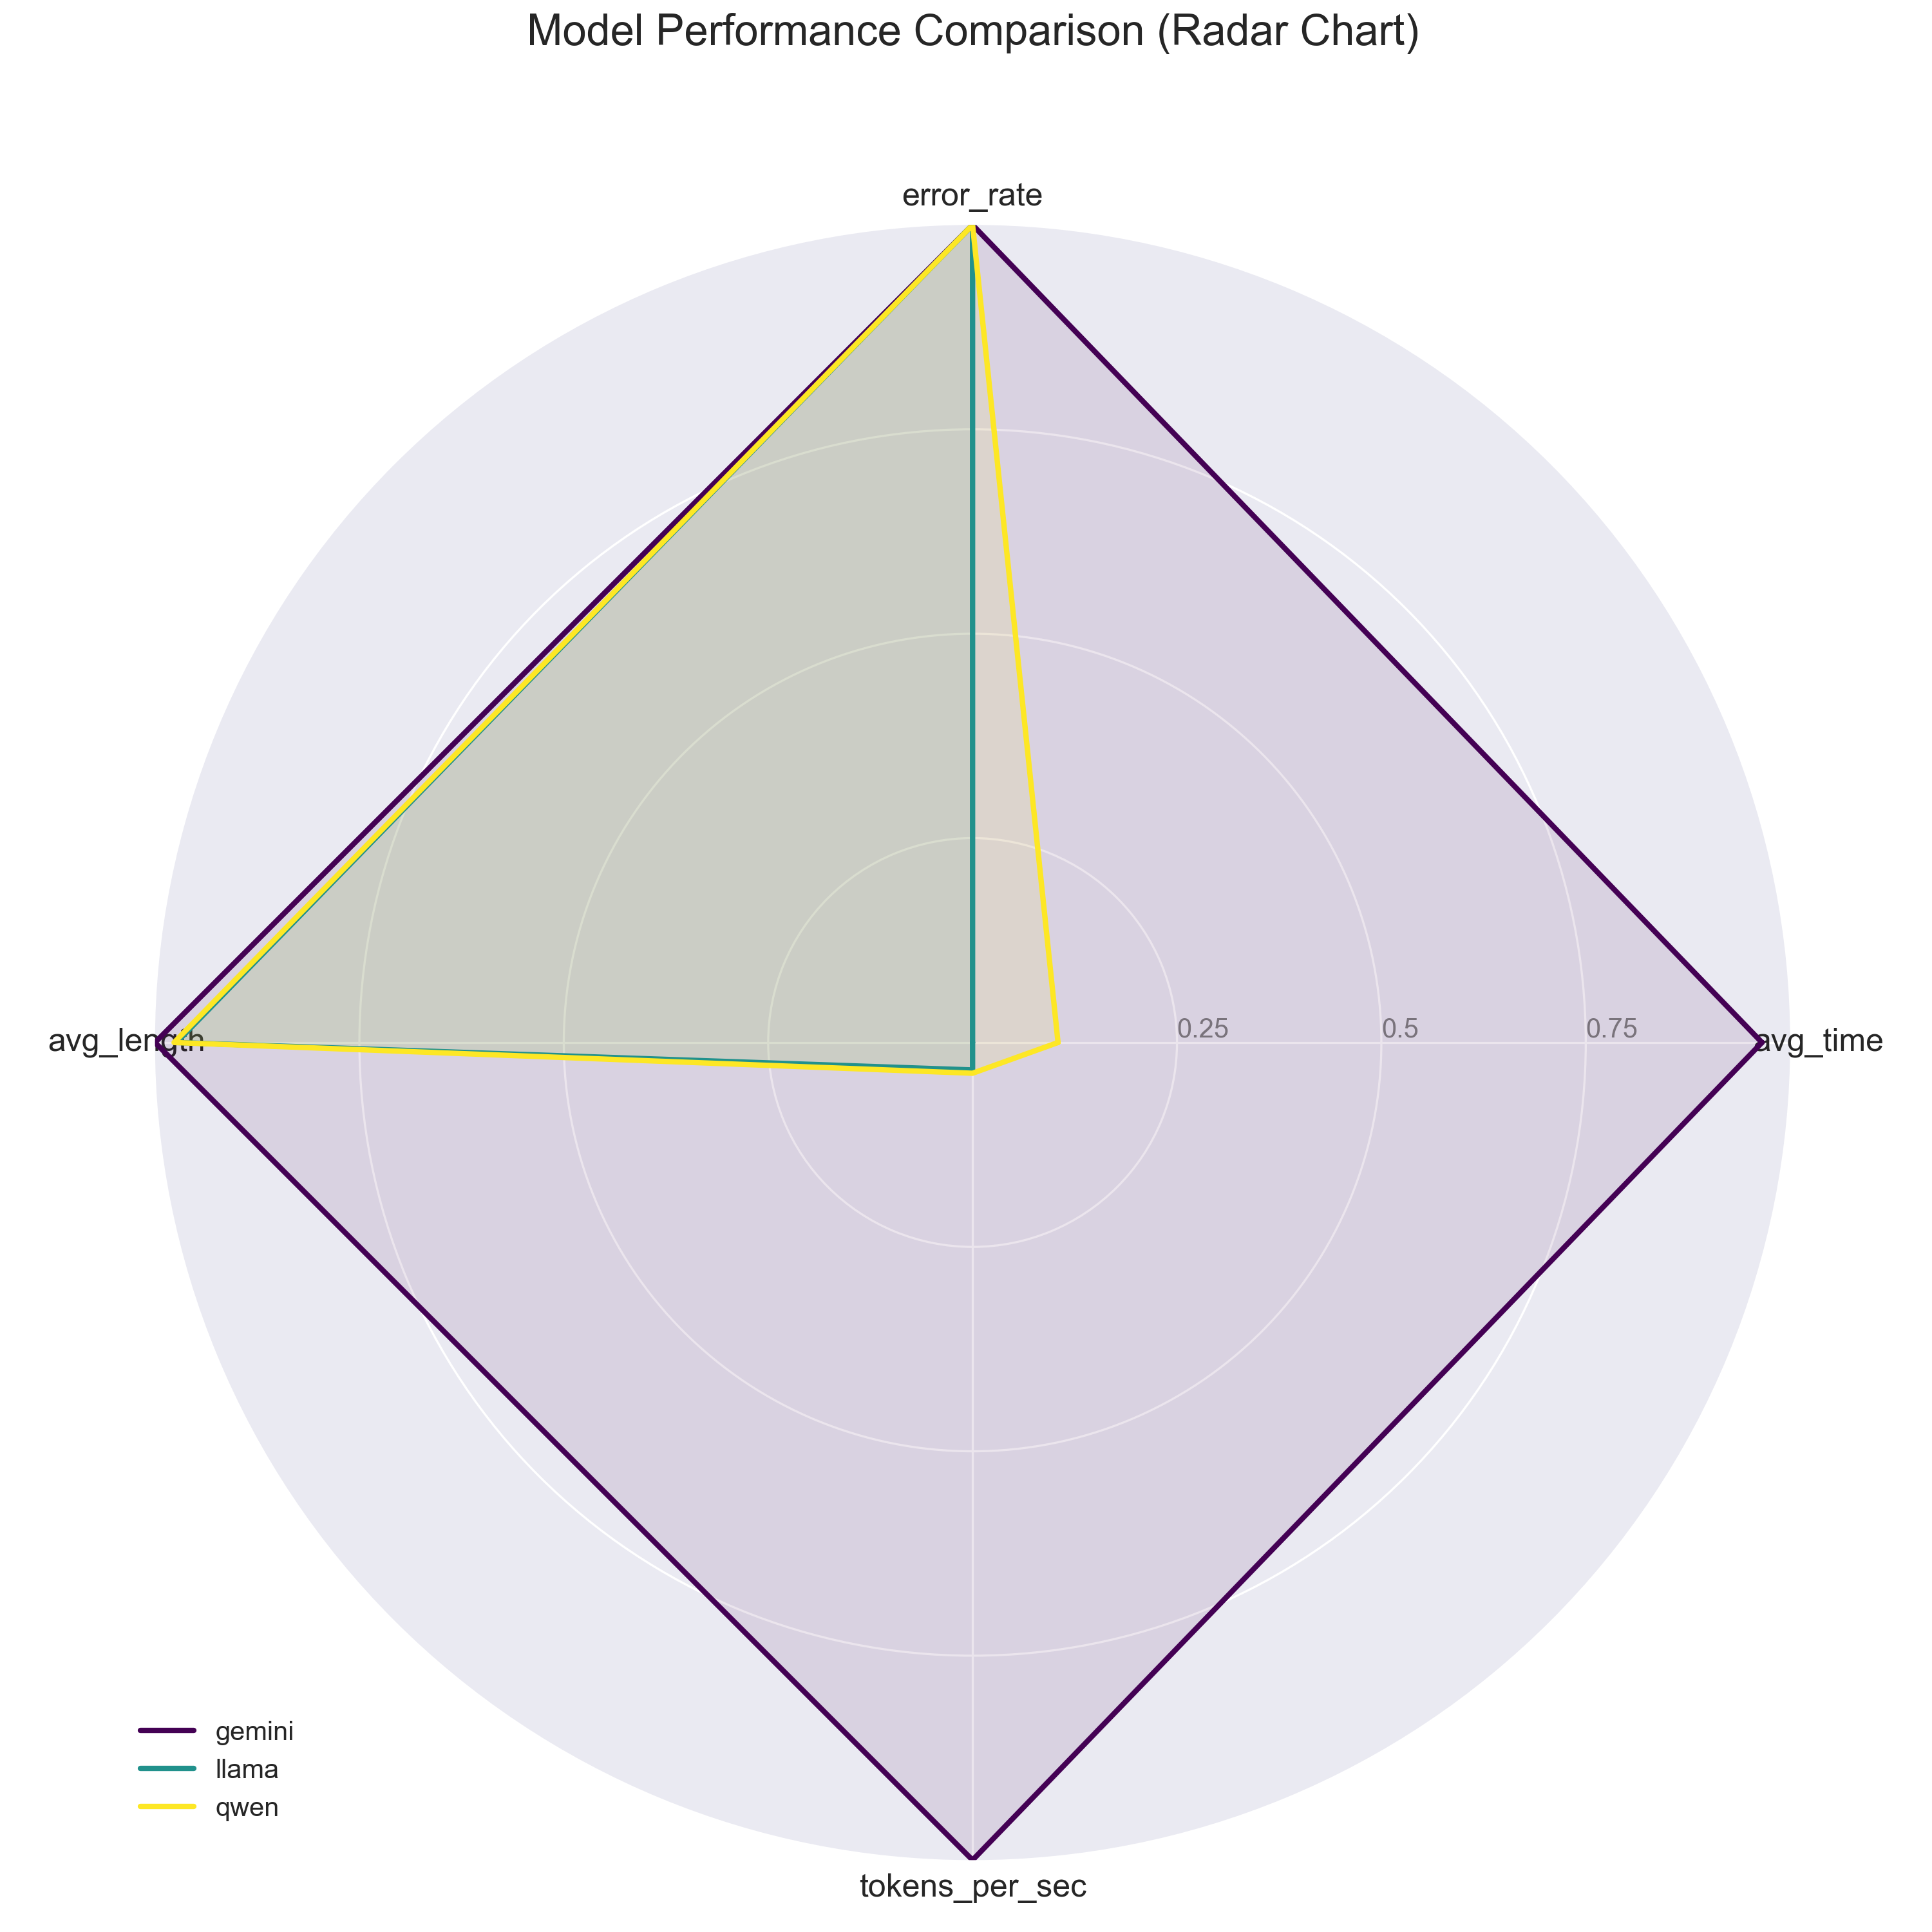 Model Performance Comparison (Radar Chart)
error_rate
avg_length
0.25
0.5
0.75
avg_time
gemini
llama
qwen
tokens_per_sec